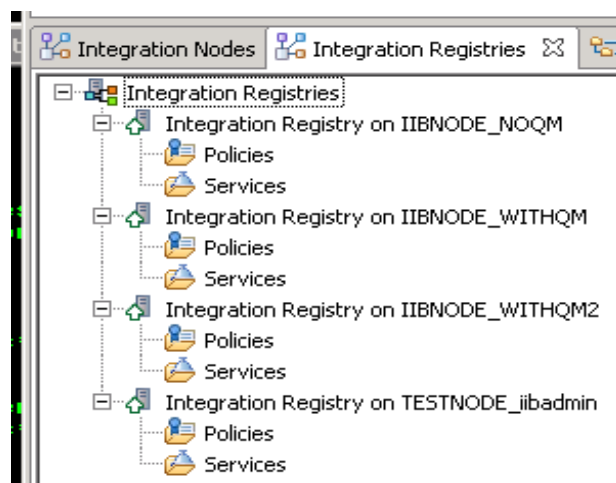 Integration Nodes Integration Registries
Integration Registries
Integration Registry on IIBNODE_NOQM
Policies
Services
Integration Registry on IIBNODE_WITHQM
Policies
Services
Integration Registry on IIBNODE_WITHQM2
Policies
Services
Integration Registry on TESTNODE_iibadmin
Policies
Services